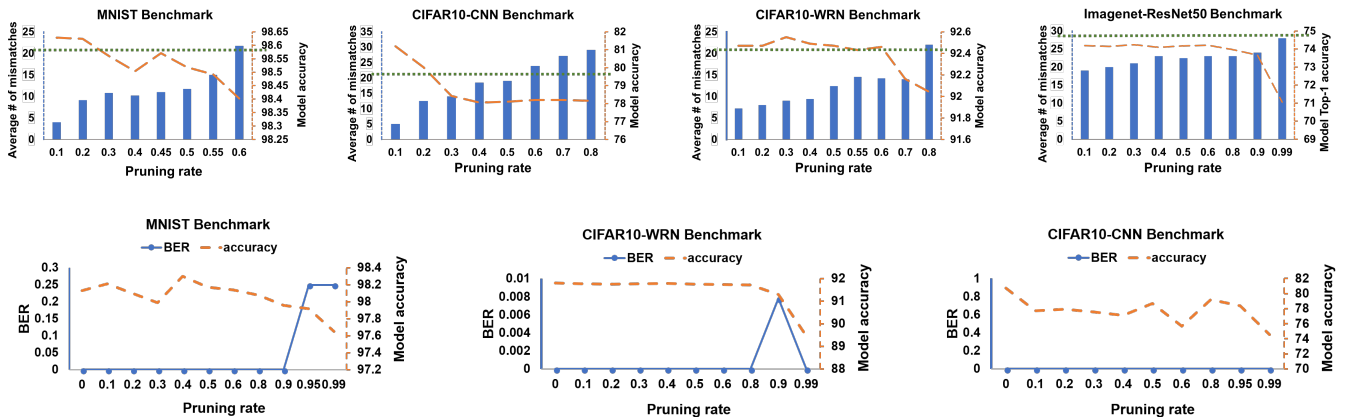 MNIST Benchmark
Average # of mismatches
25
20
15
10
5
0
98.65
98.6
98.55
98.5
98.45
98.4
98.35
98.3
98.25
Model accuracy
0.1 0.2 0.3 0.4 0.45 0.5 0.55 0.6
Pruning rate
CIFAR10-CNN Benchmark
Average # of mismatches
35
30
25
20
15
10
5
0
82
81
80
79
78
77
76
Model accuracy
0.1 0.2 0.3 0.4 0.5 0.6 0.7 0.8
Pruning rate
CIFAR10-WRN Benchmark
Average # of mismatches
25
20
15
10
5
0
92.6
92.4
92.2
92
91.8
91.6
Model accuracy
0.1 0.2 0.3 0.4 0.5 0.55 0.6 0.7 0.8
Pruning rate
Imagenet-ResNet50 Benchmark
Average # of mismatches
30
25
20
15
10
5
0
75
74
73
72
71
70
69
Model Top-1 accuracy
0.1 0.2 0.3 0.4 0.5 0.6 0.8 0.9 0.99
Pruning rate
MNIST Benchmark
BER accuracy
BER
0.3
0.25
0.2
0.15
0.1
0.05
0
98.4
98.2
98
97.8
97.6
97.4
97.2
Model accuracy
0 0.1 0.2 0.3 0.4 0.5 0.6 0.8 0.9 0.95 0.99
Pruning rate
CIFAR10-WRN Benchmark
BER accuracy
BER
0.01
0.008
0.006
0.004
0.002
0
92
91
90
89
88
Model accuracy
0 0.1 0.2 0.3 0.4 0.5 0.6 0.8 0.9 0.99
Pruning rate
CIFAR10-CNN Benchmark
BER accuracy
BER
1
0.8
0.6
0.4
0.2
0
82
80
78
76
74
72
70
Model accuracy
0 0.1 0.2 0.3 0.4 0.5 0.6 0.8 0.95 0.99
Pruning rate